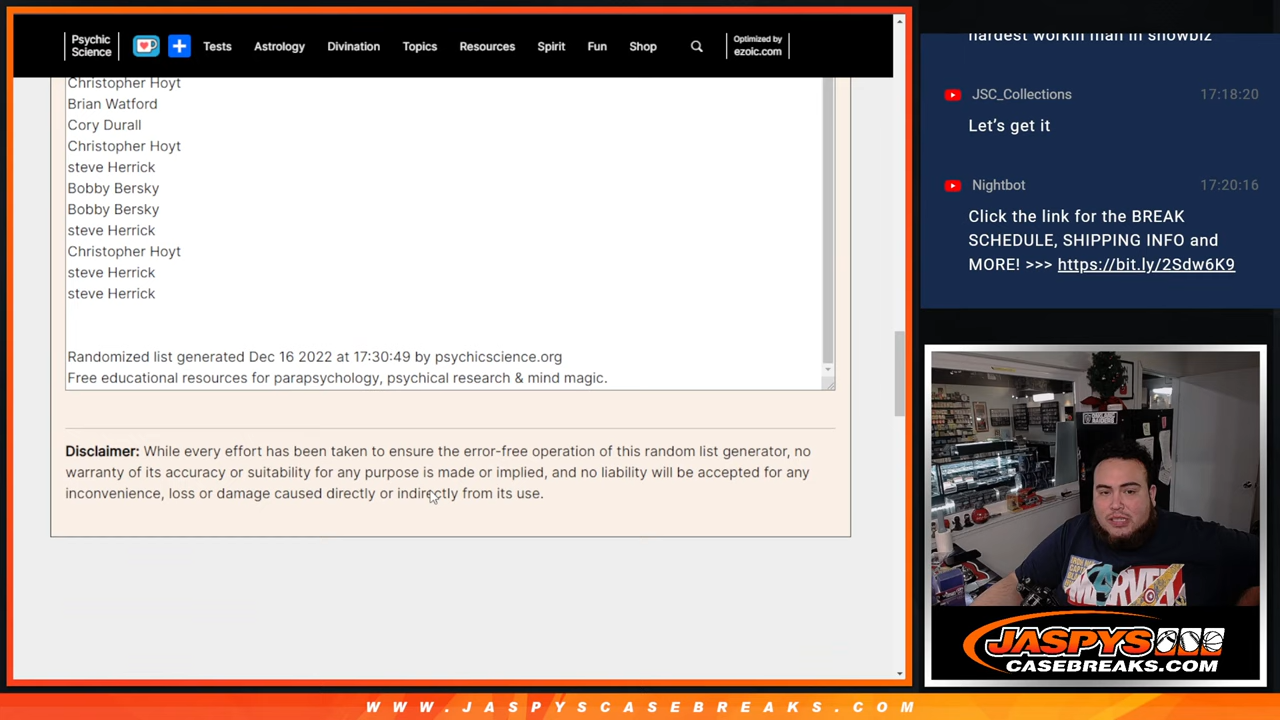 Psychic
Science
Tests
Astrology
Divination
Topics
Resources
Spirit
Fun
Shop
Optimized by
ezoic.com
Christopher Hoyt
Brian Watford
Cory Durall
Christopher Hoyt
steve Herrick
Bobby Bersky
Bobby Bersky
steve Herrick
Christopher Hoyt
steve Herrick
steve Herrick
Randomized list generated Dec 16 2022 at 17:30:49 by psychicscience.org
Free educational resources for parapsychology, psychical research & mind magic.
Disclaimer: While every effort has been taken to ensure the error-free operation of this random list generator, no
warranty of its accuracy or suitability for any purpose is made or implied, and no liability will be accepted for any
inconvenience, loss or damage caused directly or indirectly from its use.
hardest workin man in showbiz
JSC_Collections 17:18:20
Let's get it
Nightbot 17:20:16
Click the link for the BREAK
SCHEDULE, SHIPPING INFO and
MORE! >>> https://bit.ly/2Sdw6K9
MARVEL
JASPYS
CASEBREAKS.COM
WWW.JASPYSCASEBREAKS.COM